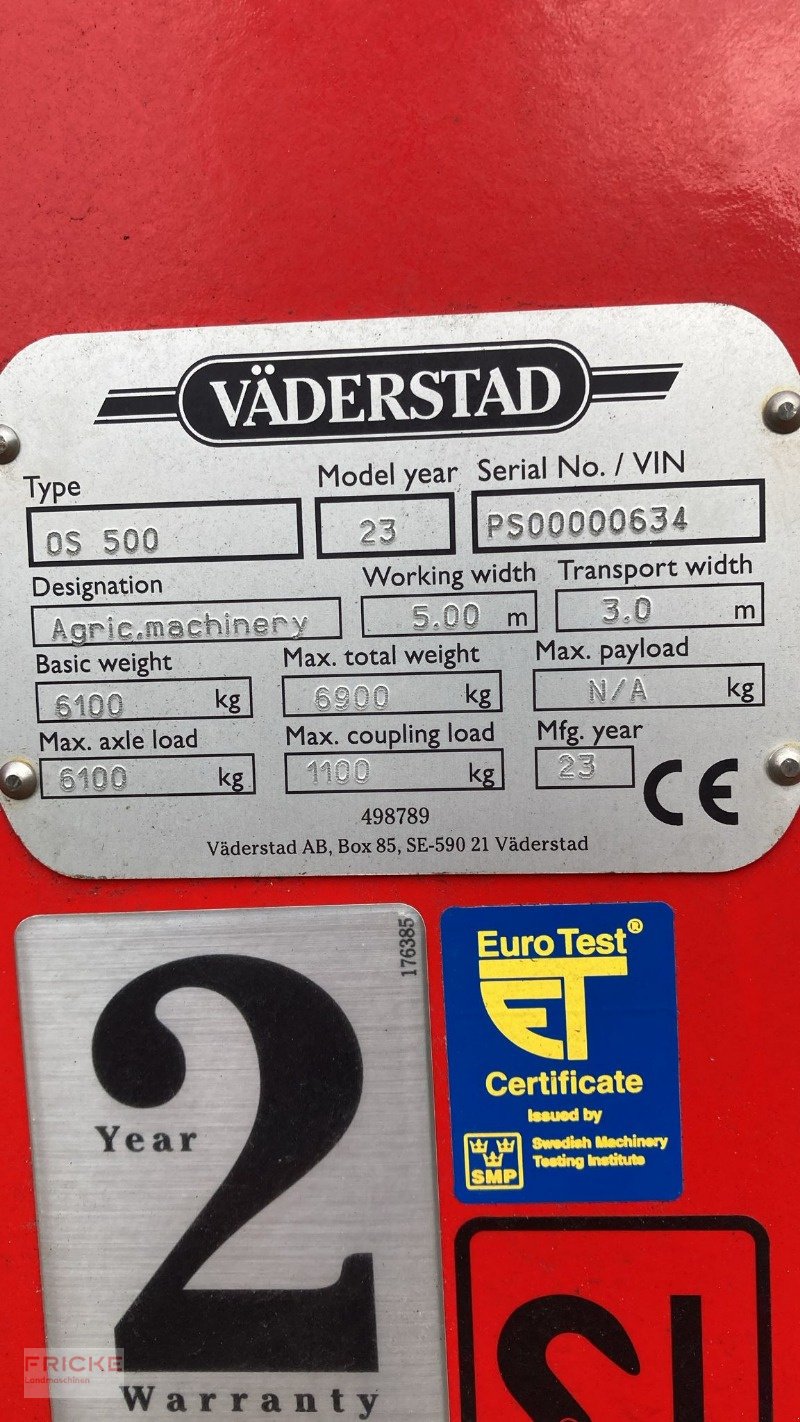 VÄDERSTAD
Type Model year Serial No. / VIN
OS 500 23 PS00000634
Designation Working width Transport width
Agric.machinery 5.00 m 3.0 m
Basic weight Max. total weight Max. payload
6100 kg 6900 kg N/A kg
Max. axle load Max. coupling load Mfg. year
6100 kg 1100 kg 23
CE
498789
Väderstad AB, Box 85, SE-590 21 Väderstad
176385
2
Year
Warranty
Euro Test®
ET
Certificate
Issued by
Swedish Machinery
Testing Institute
SMP
FRICKE
Landmaschinen